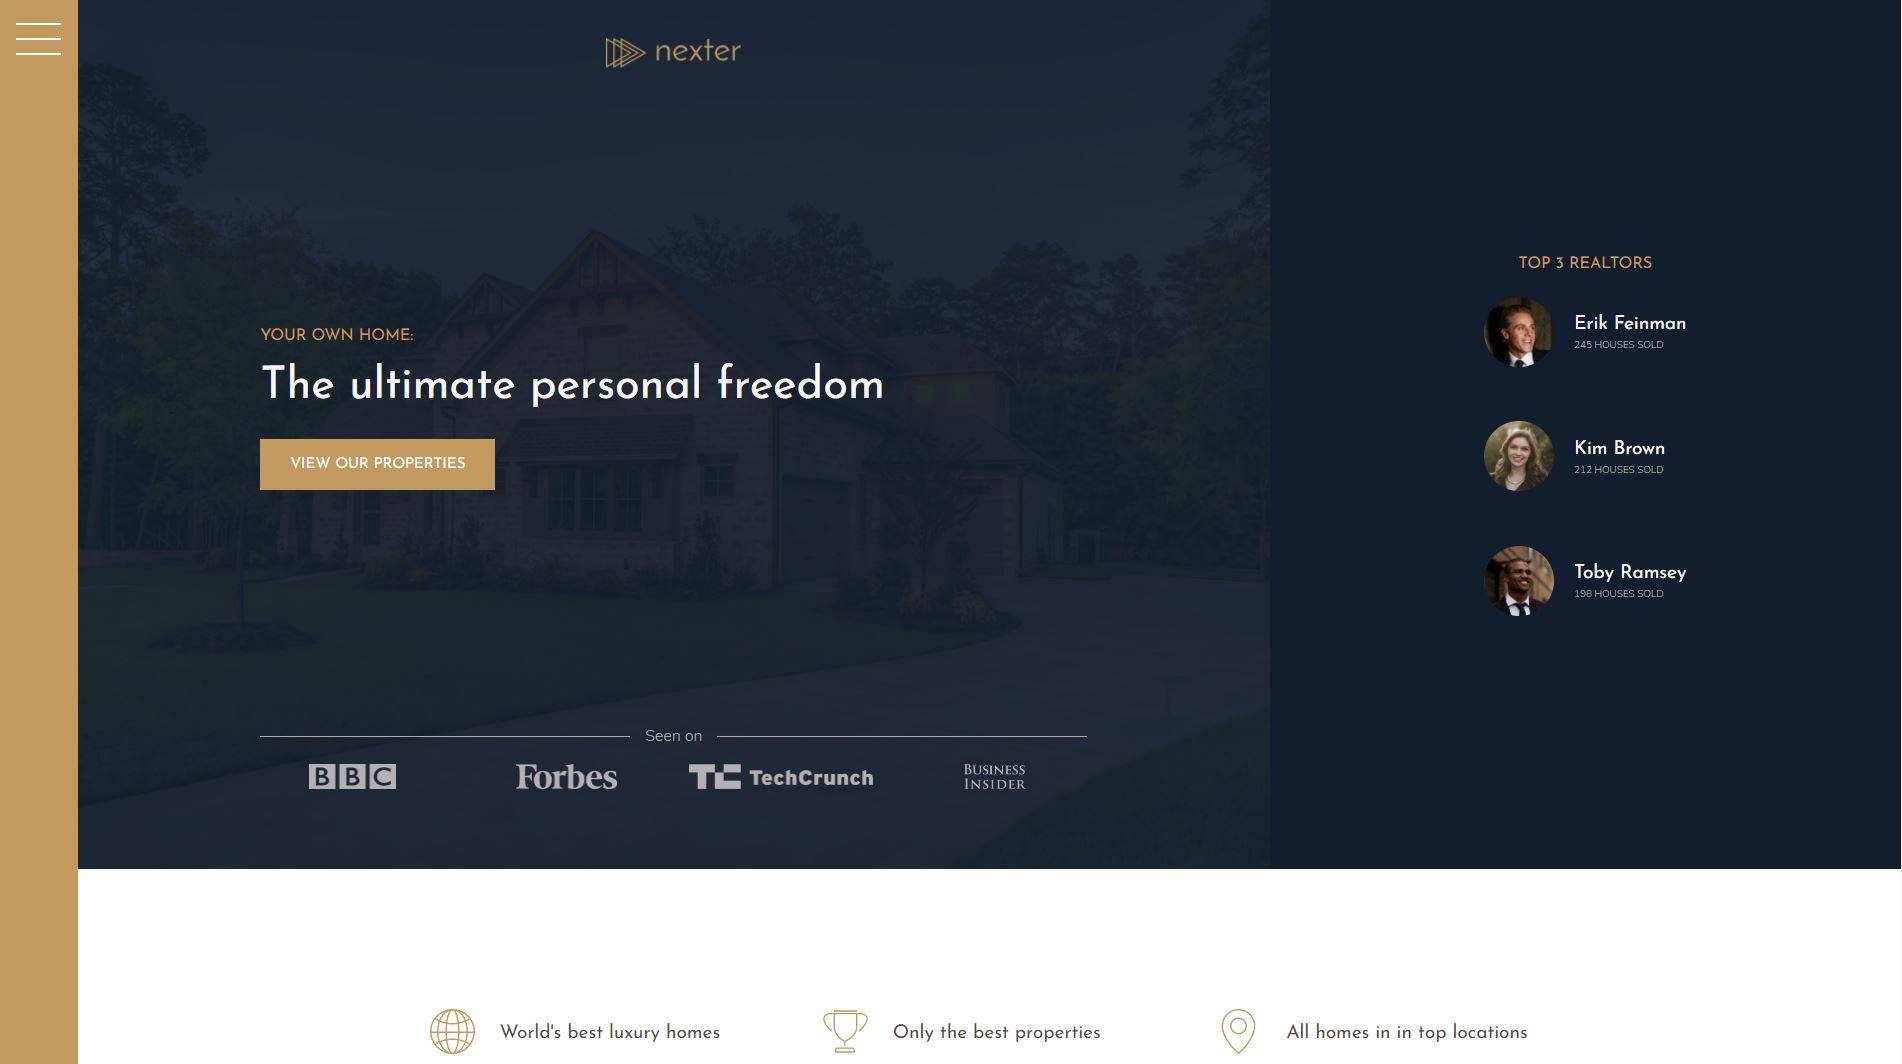 nexter
YOUR OWN HOME:
The ultimate personal freedom
VIEW OUR PROPERTIES
Seen on
BBC
Forbes
TC TechCrunch
BUSINESS
INSIDER
TOP 3 REALTORS
Erik Feinman
245 HOUSES SOLD
Kim Brown
212 HOUSES SOLD
Toby Ramsey
198 HOUSES SOLD
World's best luxury homes
Only the best properties
All homes in in top locations